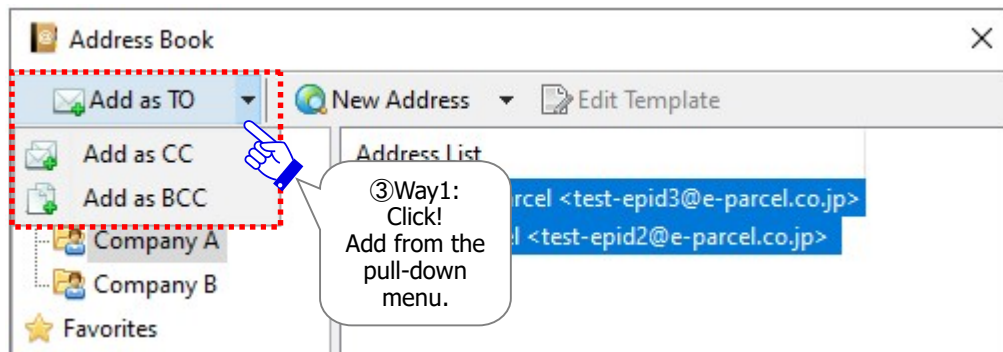 Address Book
Add as TO
New Address
Edit Template
Add as CC
Add as BCC
Address List
rcel <test-epid3@e-parcel.co.jp>
l <test-epid2@e-parcel.co.jp>
③Way1:
Click!
Add from the
pull-down
menu.
Company A
Company B
Favorites